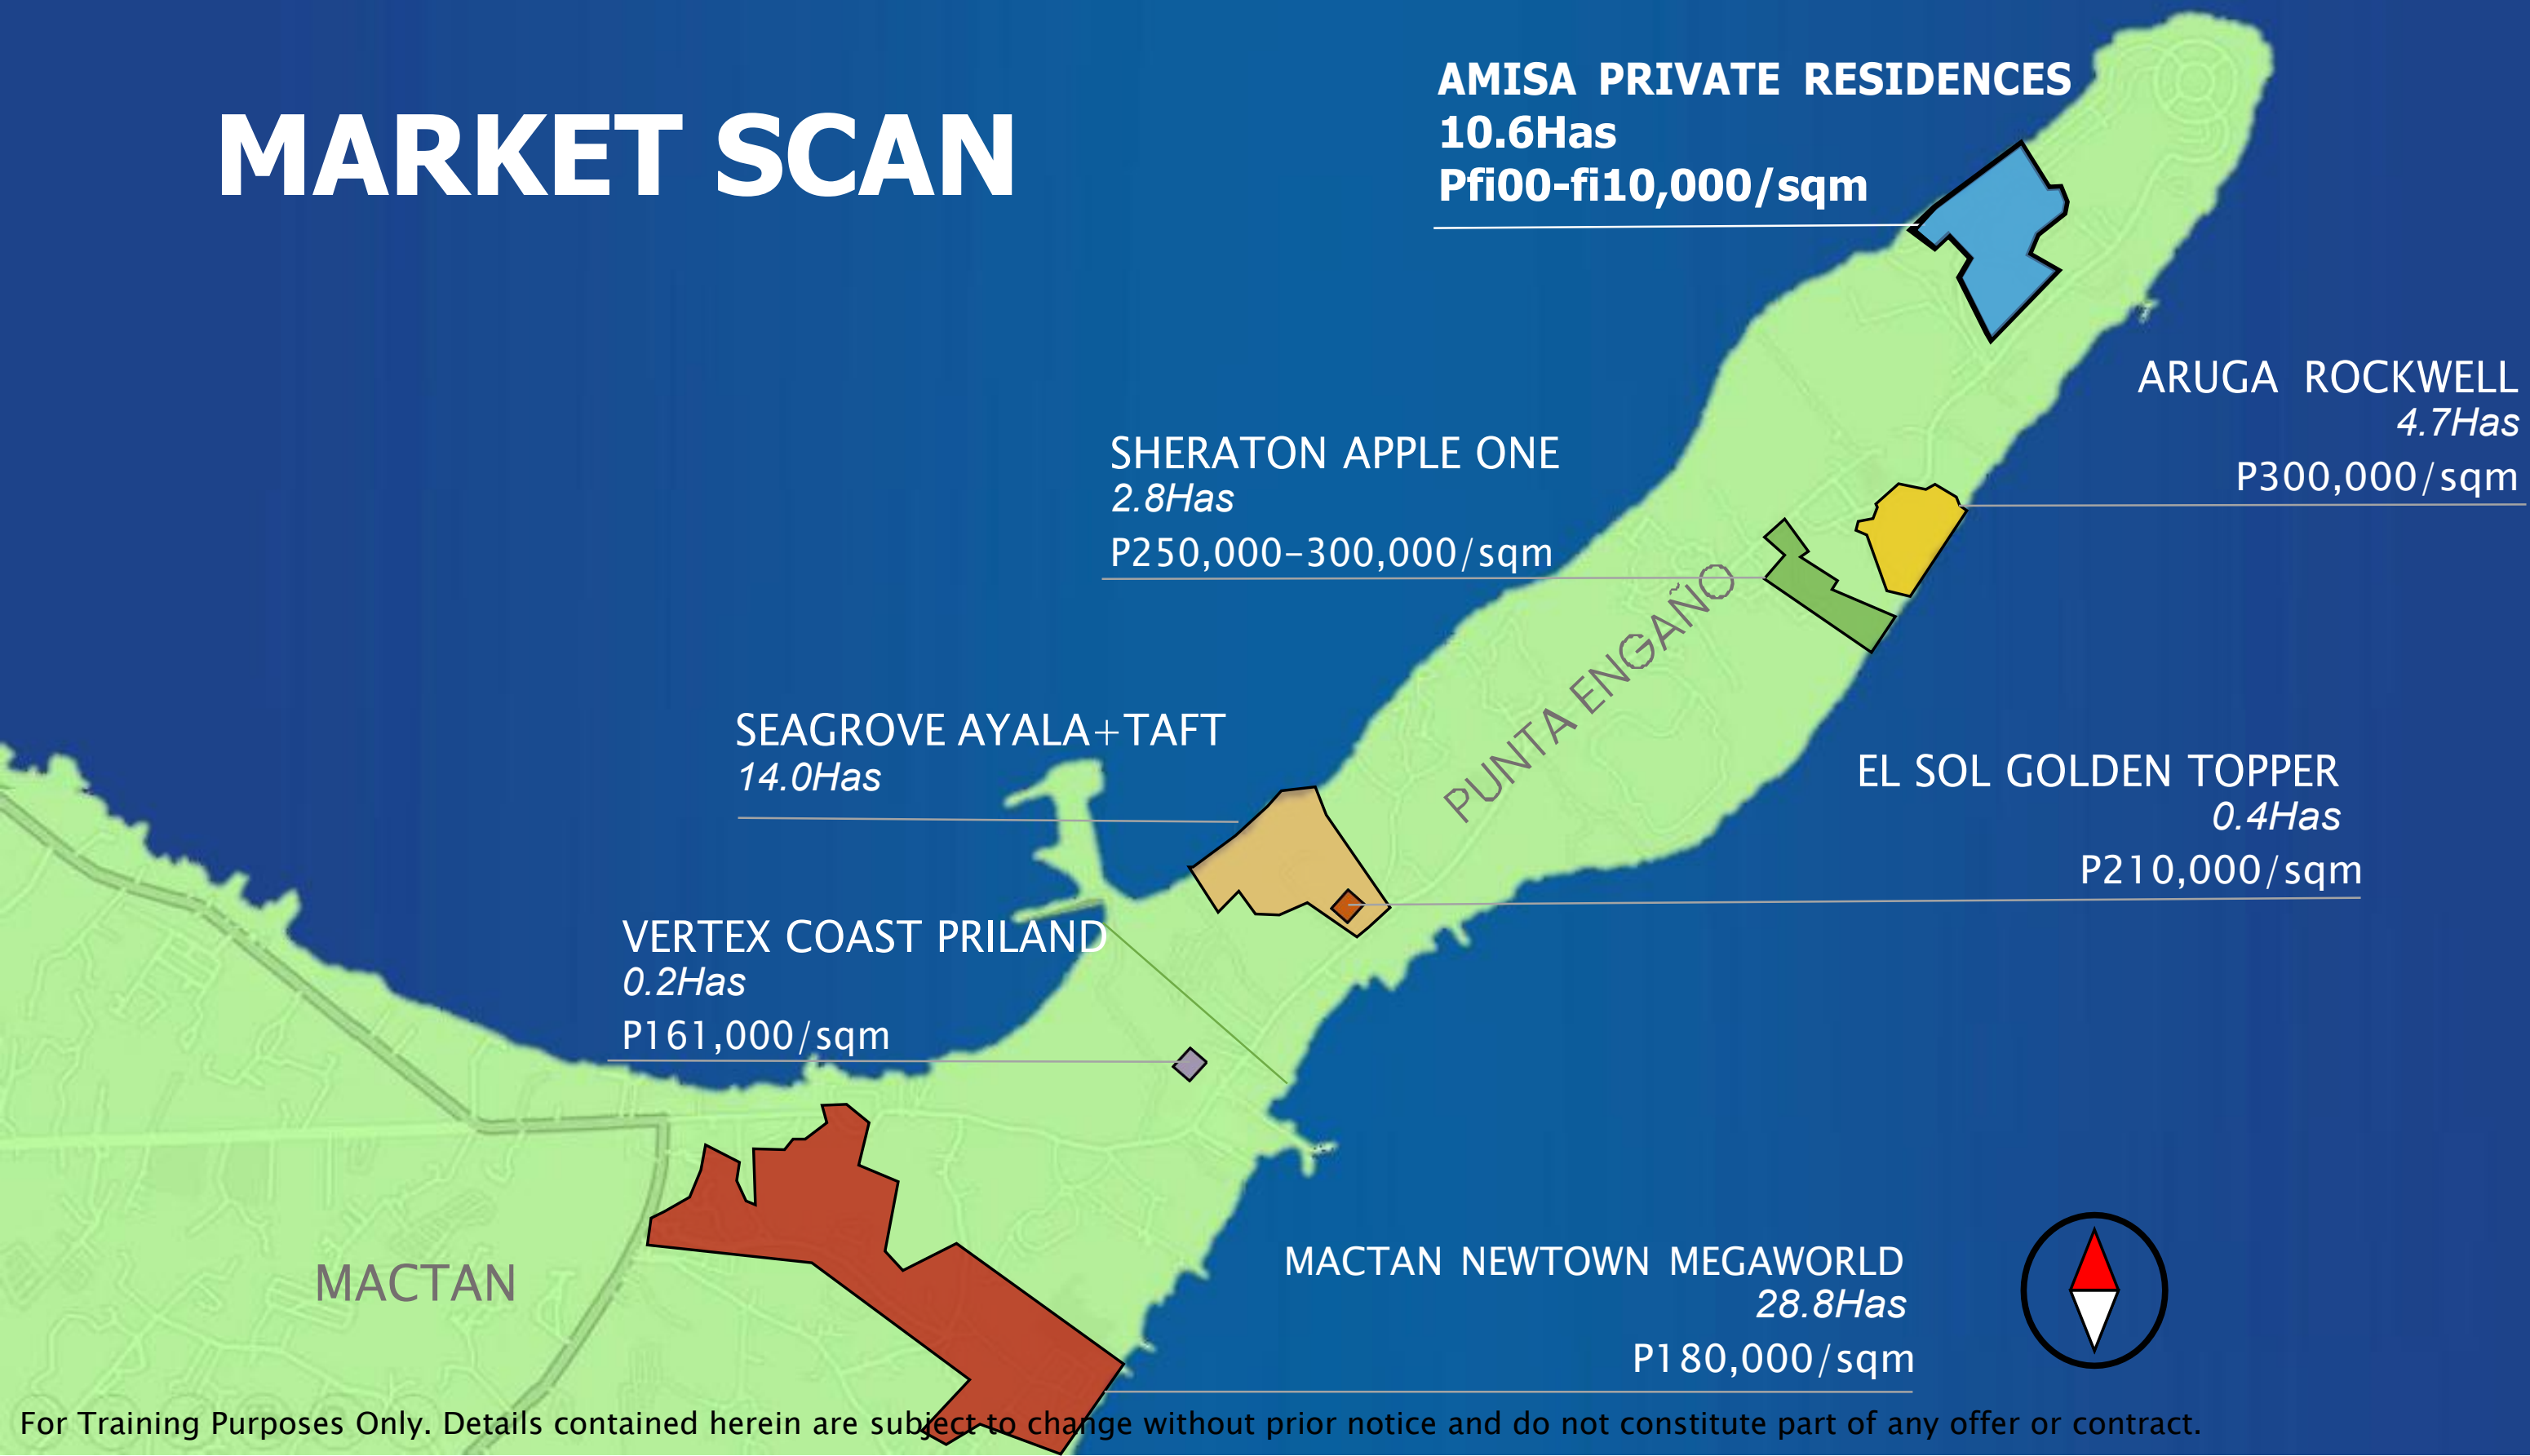 MARKET SCAN
AMISA PRIVATE RESIDENCES
10.6Has
Pfi00-fi10,000/sqm
ARUGA ROCKWELL
4.7Has
P300,000/sqm
SHERATON APPLE ONE
2.8Has
P250,000-300,000/sqm
PUNTA ENGAÑO
SEAGROVE AYALA+TAFT
14.0Has
EL SOL GOLDEN TOPPER
0.4Has
P210,000/sqm
VERTEX COAST PRILAND
0.2Has
P161,000/sqm
MACTAN
MACTAN NEWTOWN MEGAWORLD
28.8Has
P180,000/sqm
For Training Purposes Only. Details contained herein are subject to change without prior notice and do not constitute part of any offer or contract.